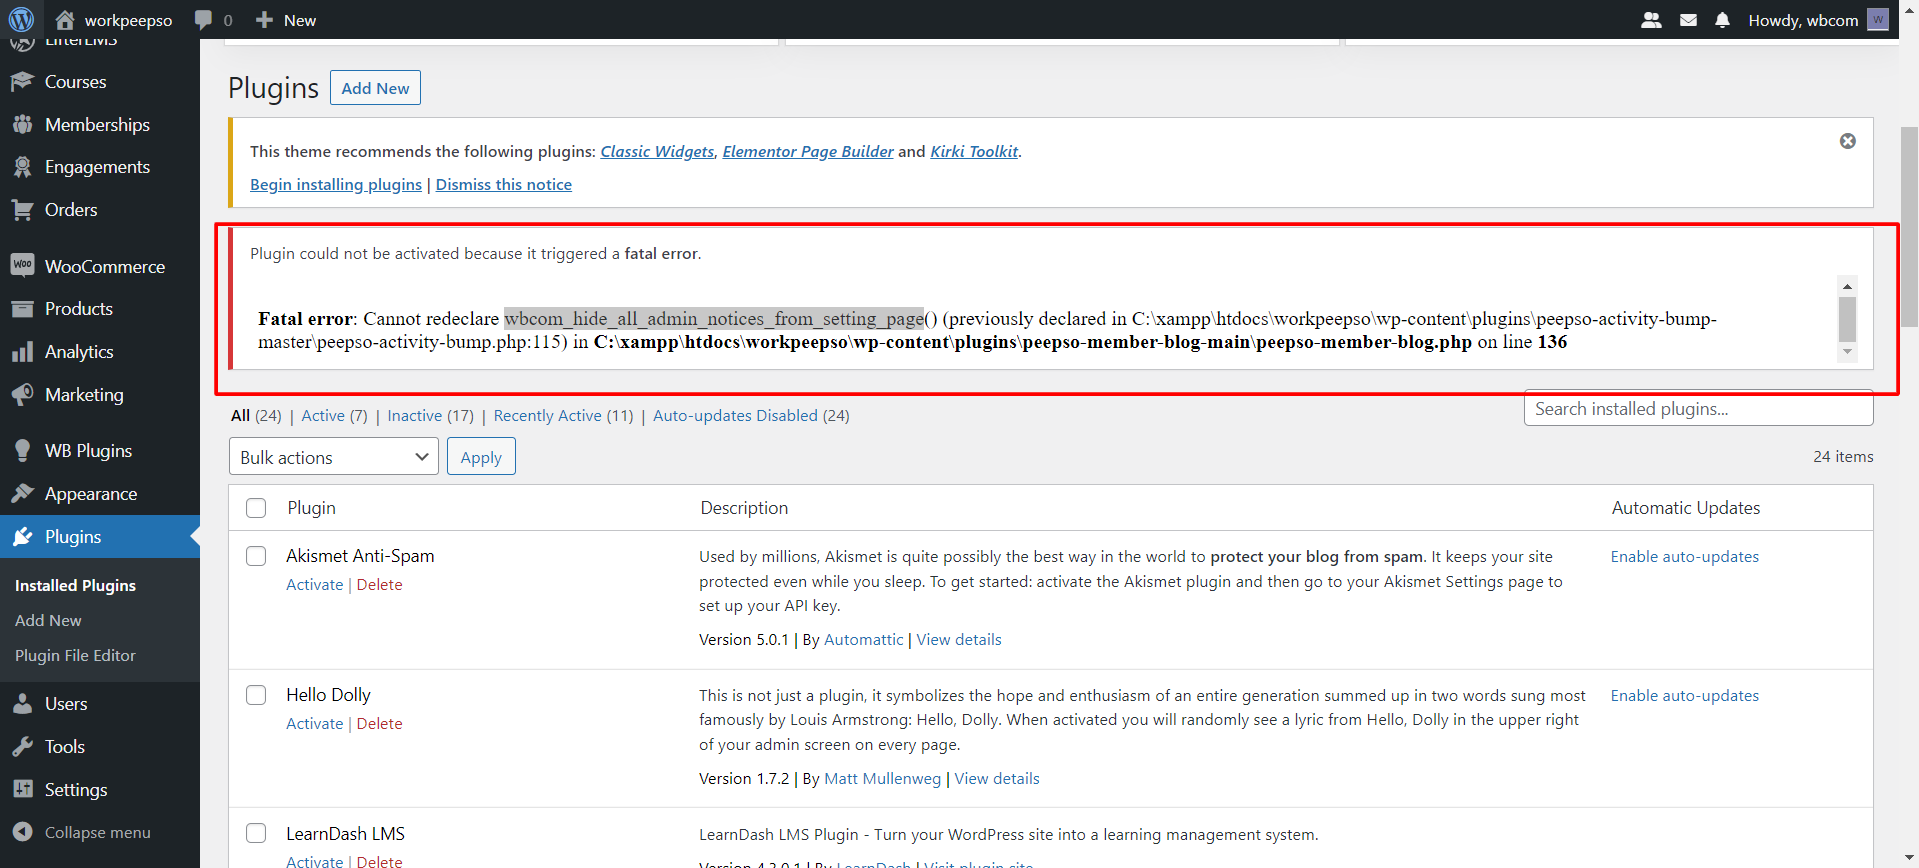 workpeepso
0
New
Howdy, wbcom
W
LifterLMS
Courses
Memberships
Engagements
Orders
Woo
WooCommerce
Products
Analytics
Marketing
WB Plugins
Appearance
Plugins
Installed Plugins
Add New
Plugin File Editor
Users
Tools
Settings
Collapse menu
Plugins
Add New
This theme recommends the following plugins: Classic Widgets, Elementor Page Builder and Kirki Toolkit.
Begin installing plugins | Dismiss this notice
Plugin could not be activated because it triggered a fatal error.
Fatal error: Cannot redeclare wbcom_hide_all_admin_notices_from_setting_page() (previously declared in C:\xampp\htdocs\workpeepso\wp-content\plugins\peepso-activity-bump-
master\peepso-activity-bump.php:115) in C:\xampp\htdocs\workpeepso\wp-content\plugins\peepso-member-blog-main\peepso-member-blog.php on line 136
All (24) | Active (7) | Inactive (17) | Recently Active (11) | Auto-updates Disabled (24)
Search installed plugins...
Bulk actions
Apply
24 items
Plugin
Description
Automatic Updates
Akismet Anti-Spam
Activate | Delete
Used by millions, Akismet is quite possibly the best way in the world to protect your blog from spam. It keeps your site
protected even while you sleep. To get started: activate the Akismet plugin and then go to your Akismet Settings page to
set up your API key.
Version 5.0.1 | By Automattic | View details
Enable auto-updates
Hello Dolly
Activate | Delete
This is not just a plugin, it symbolizes the hope and enthusiasm of an entire generation summed up in two words sung most
famously by Louis Armstrong: Hello, Dolly. When activated you will randomly see a lyric from Hello, Dolly in the upper right
of your admin screen on every page.
Version 1.7.2 | By Matt Mullenweg | View details
Enable auto-updates
LearnDash LMS
Activate | Delete
LearnDash LMS Plugin - Turn your WordPress site into a learning management system.
Version 4.3.0.1 | By LearnDash | Visit plugin site